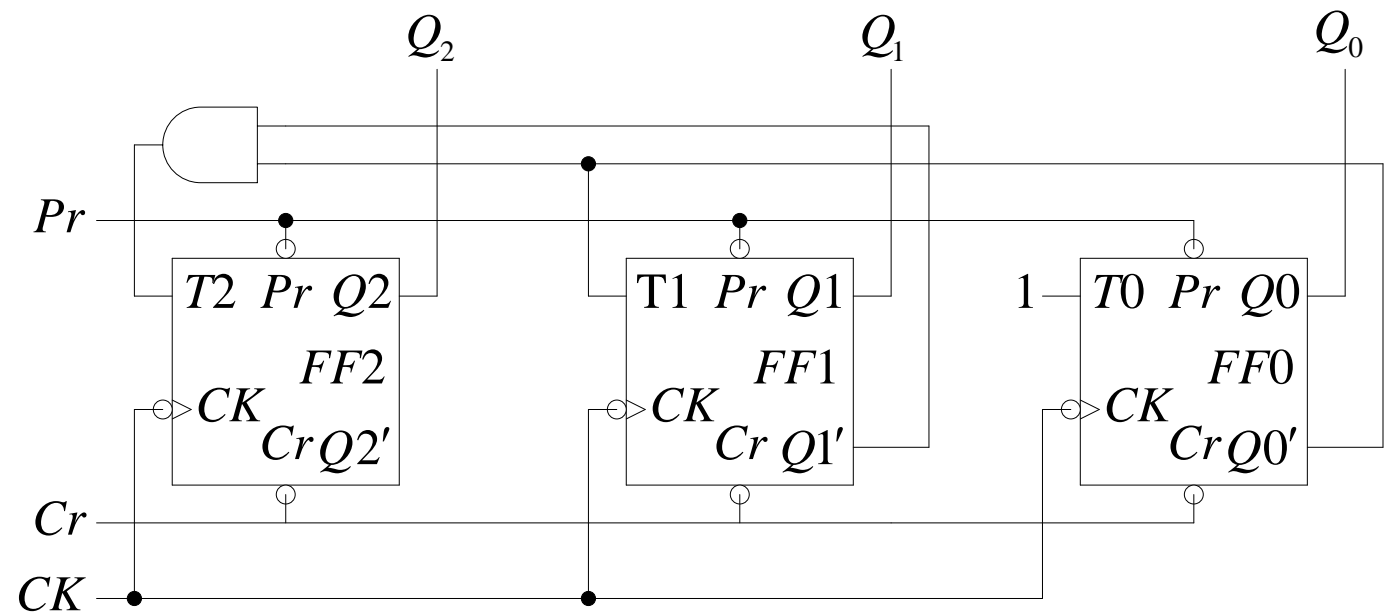 Q₂ Q₁ Q₀
Pr
T2 Pr Q2 T1 Pr Q1 1 T0 Pr Q0
FF2 FF1 FF0
CK CK CK
Cr Q2′ Cr Q1′ Cr Q0′
Cr
CK